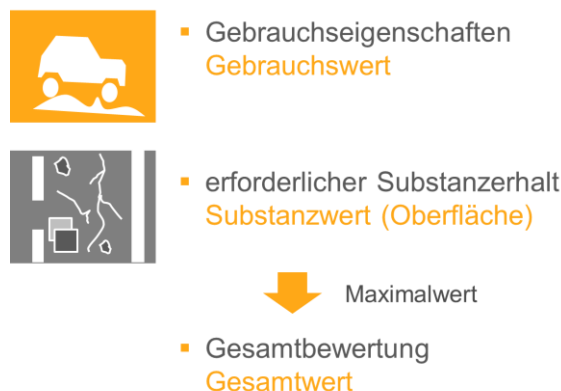 Gebrauchseigenschaften
Gebrauchswert
erforderlicher Substanzerhalt
Substanzwert (Oberfläche)
Maximalwert
Gesamtbewertung
Gesamtwert